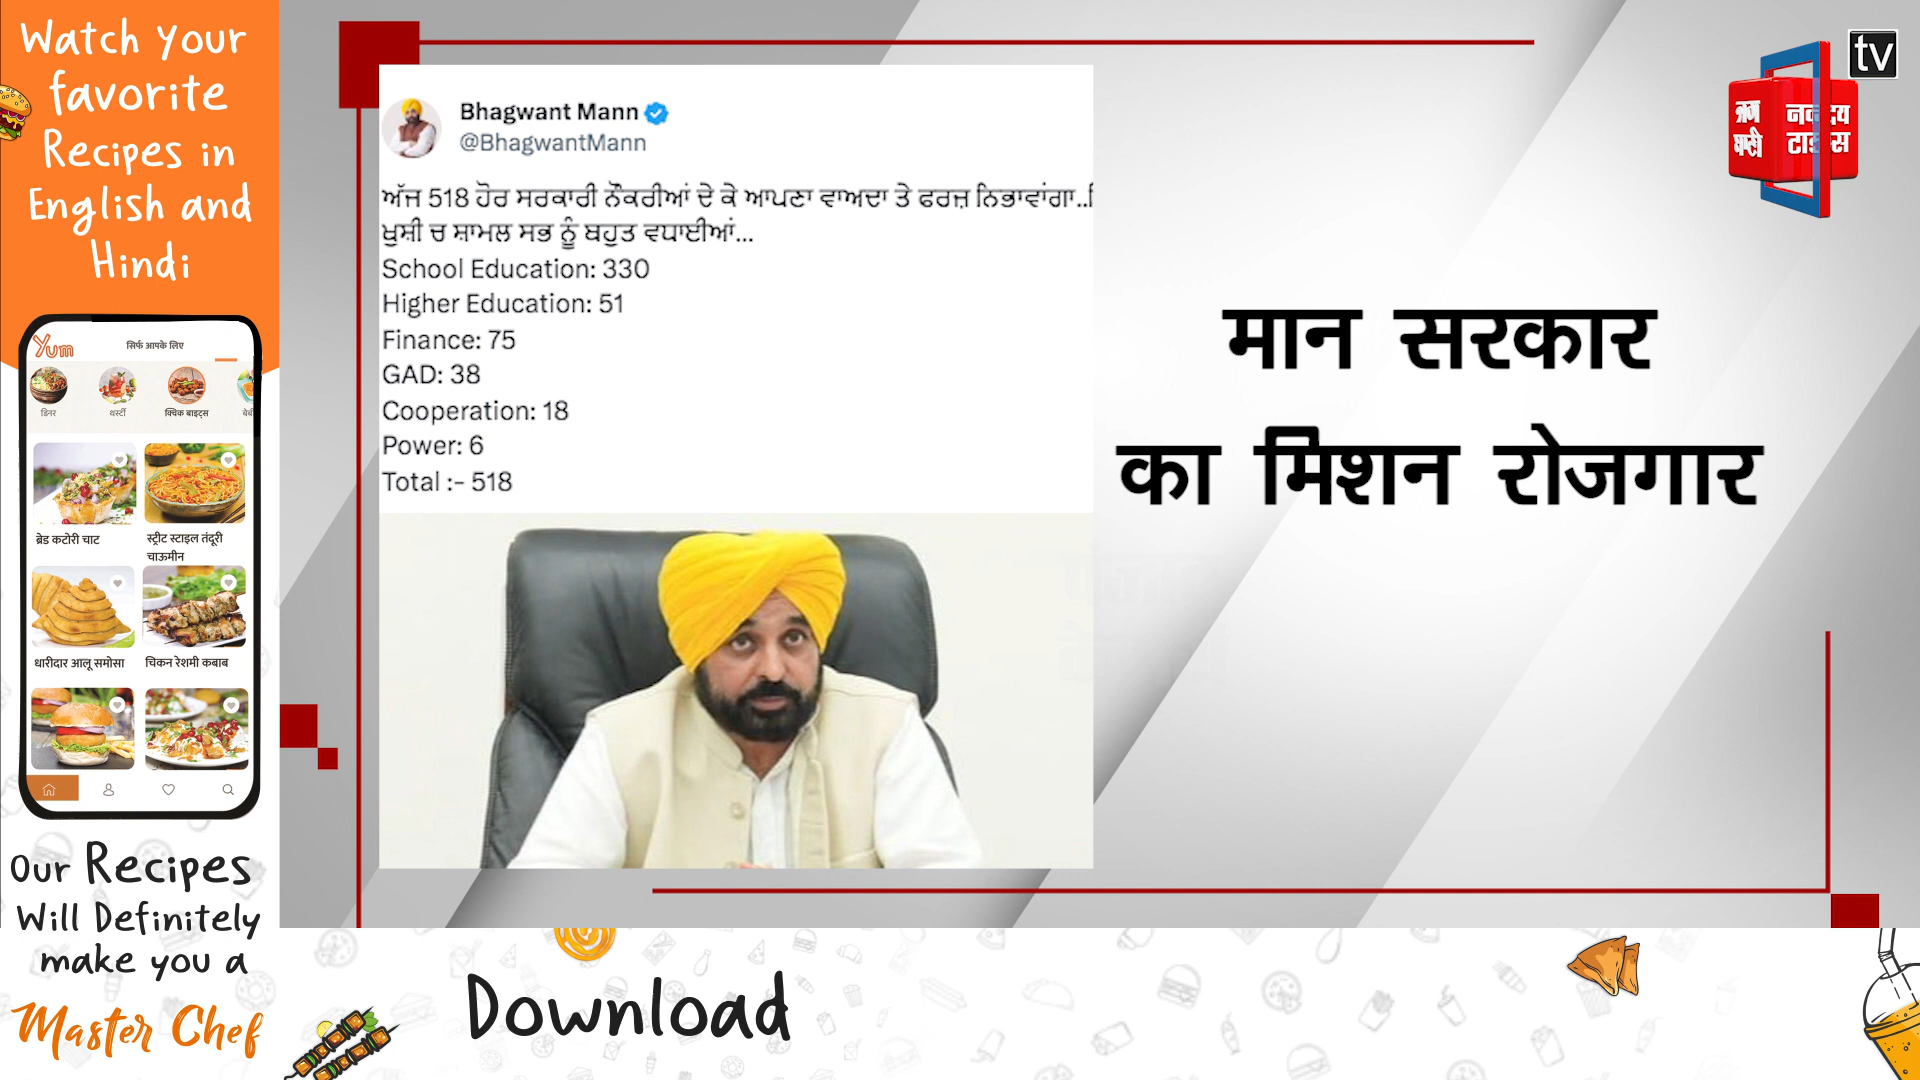 Watch your
favorite
Recipes in
English and
Hindi
Yum
सिर्फ आपके लिए
डिनर
थर्स्टी
क्विक बाइट्स
ब्रेड कटोरी चाट
स्ट्रीट स्टाइल तंदूरी
चाऊमीन
धारीदार आलू समोसा
चिकन रेशमी कबाब
Our Recipes
Will Definitely
make you a
Master Chef
Bhagwant Mann
@BhagwantMann
ਅੱਜ 518 ਹੋਰ ਸਰਕਾਰੀ ਨੌਕਰੀਆਂ ਦੇ ਕੇ ਆਪਣਾ ਵਾਅਦਾ ਤੇ ਫਰਜ਼ ਨਿਭਾਵਾਂਗਾ..
ਖੁਸ਼ੀ ਚ ਸ਼ਾਮਲ ਸਭ ਨੂੰ ਬਹੁਤ ਵਧਾਈਆਂ...
School Education: 330
Higher Education: 51
Finance: 75
GAD: 38
Cooperation: 18
Power: 6
Total :- 518
tv
मान सरकार
का मिशन रोजगार
Download